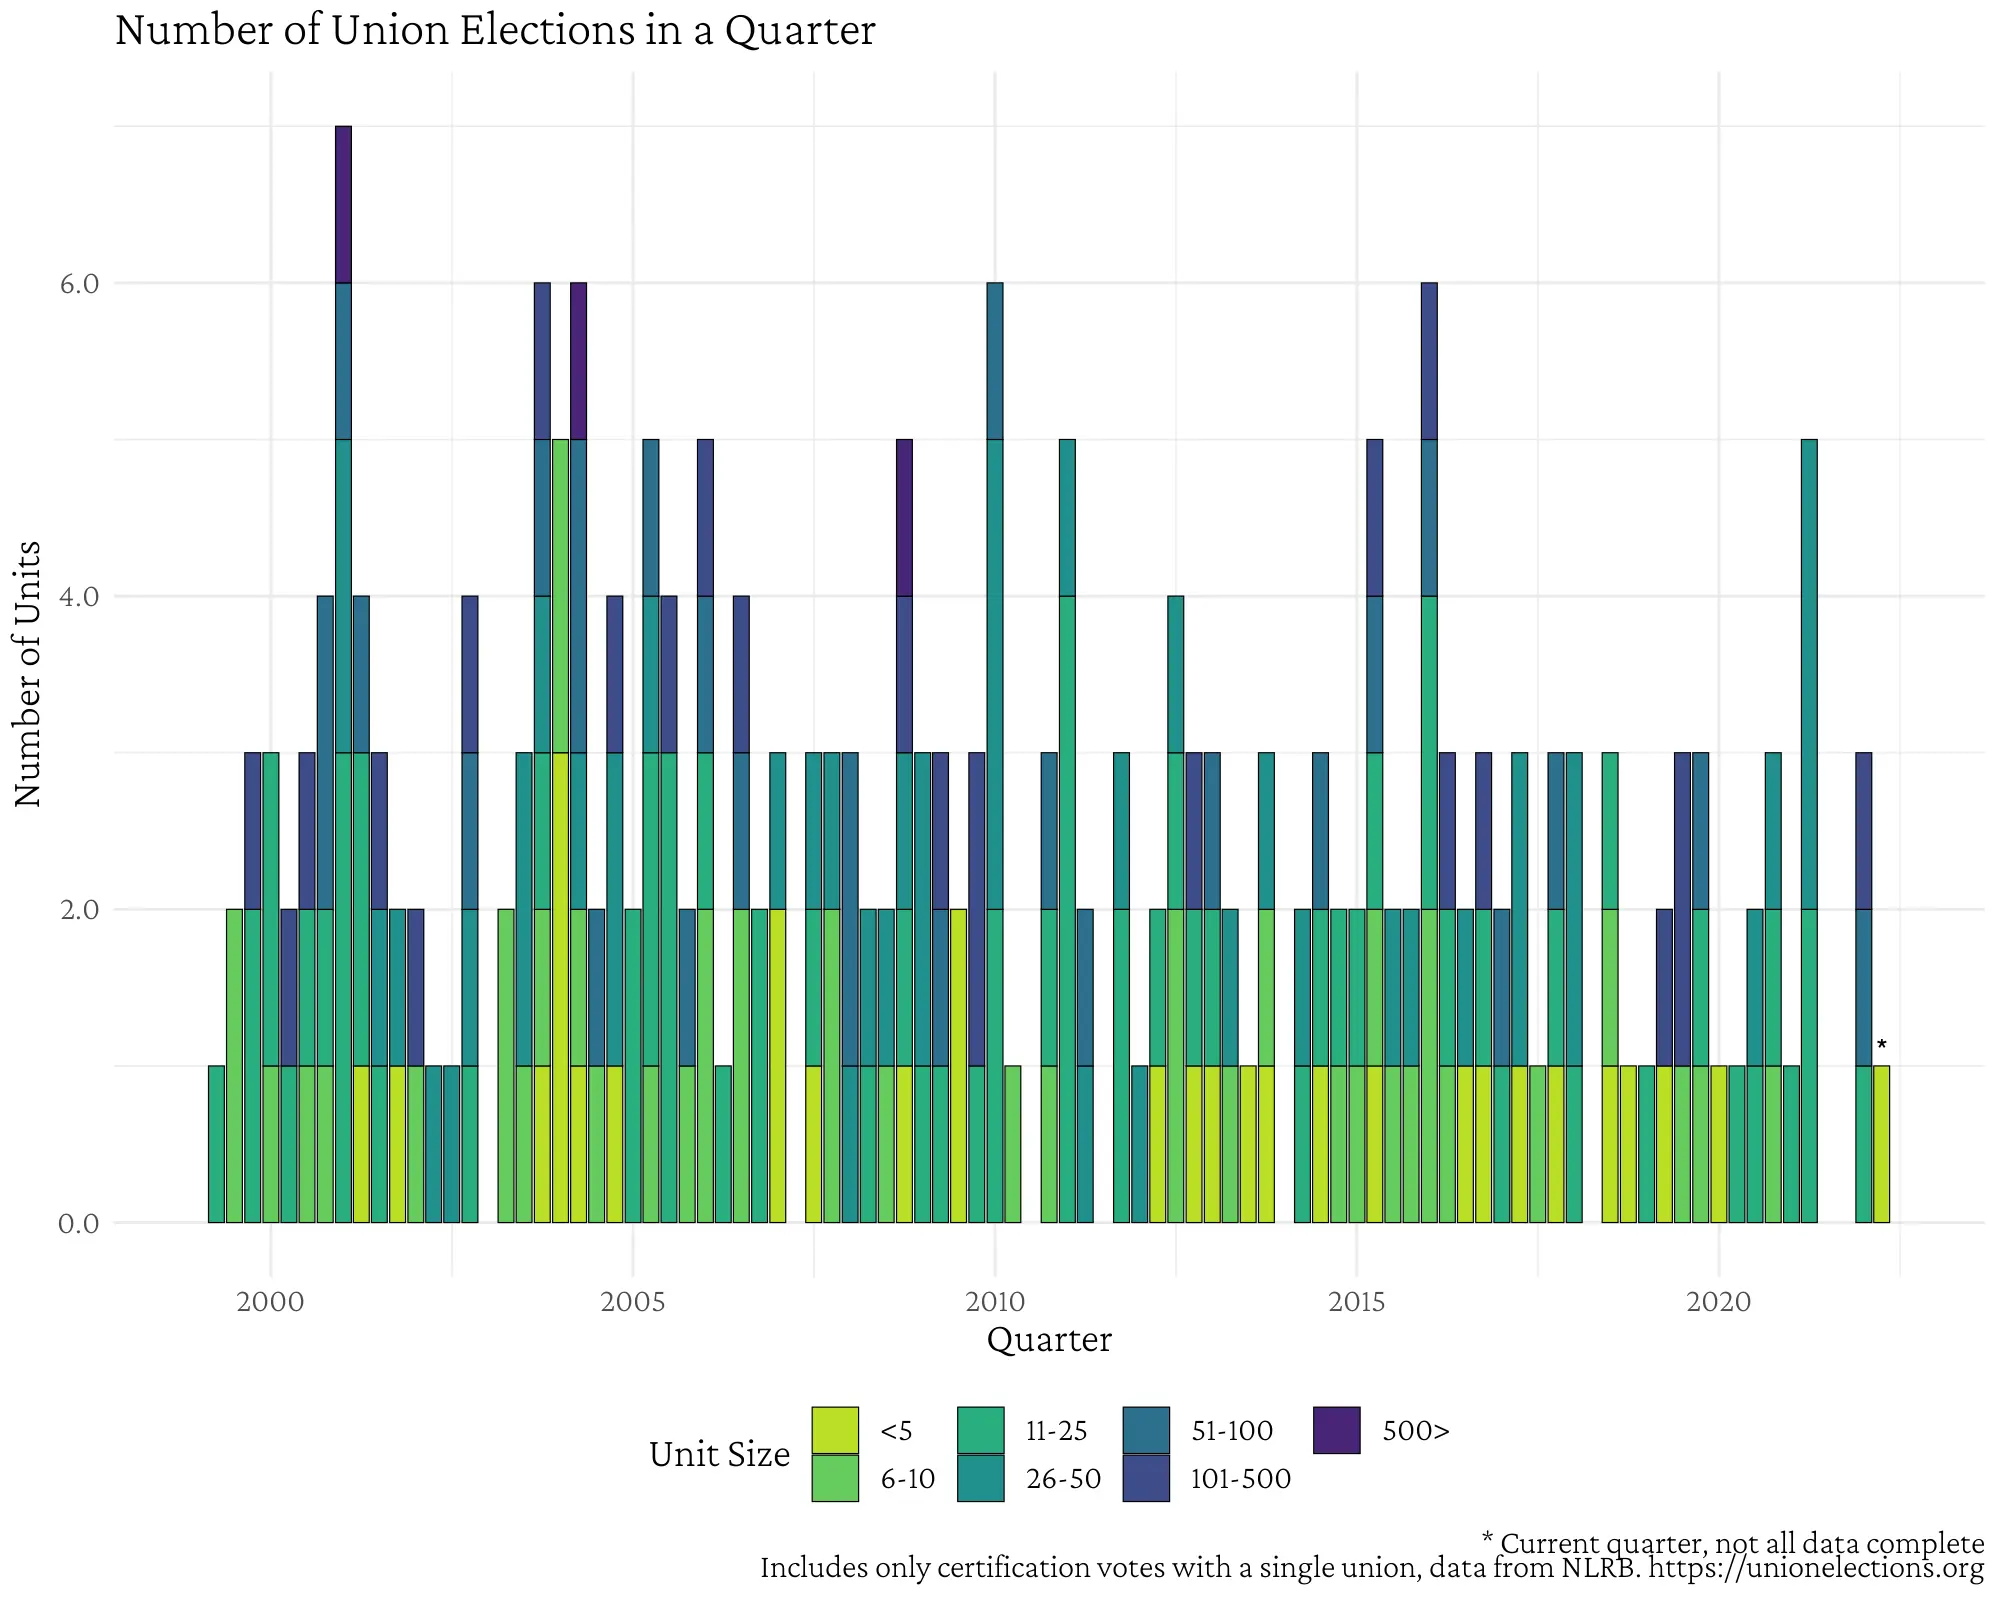 Number of Union Elections in a Quarter
Number of Units
6.0
4.0
2.0
0.0
*
2000 2005 2010 2015 2020
Quarter
Unit Size
<5 11-25 51-100 500>
6-10 26-50 101-500
* Current quarter, not all data complete
Includes only certification votes with a single union, data from NLRB. https://unionelections.org